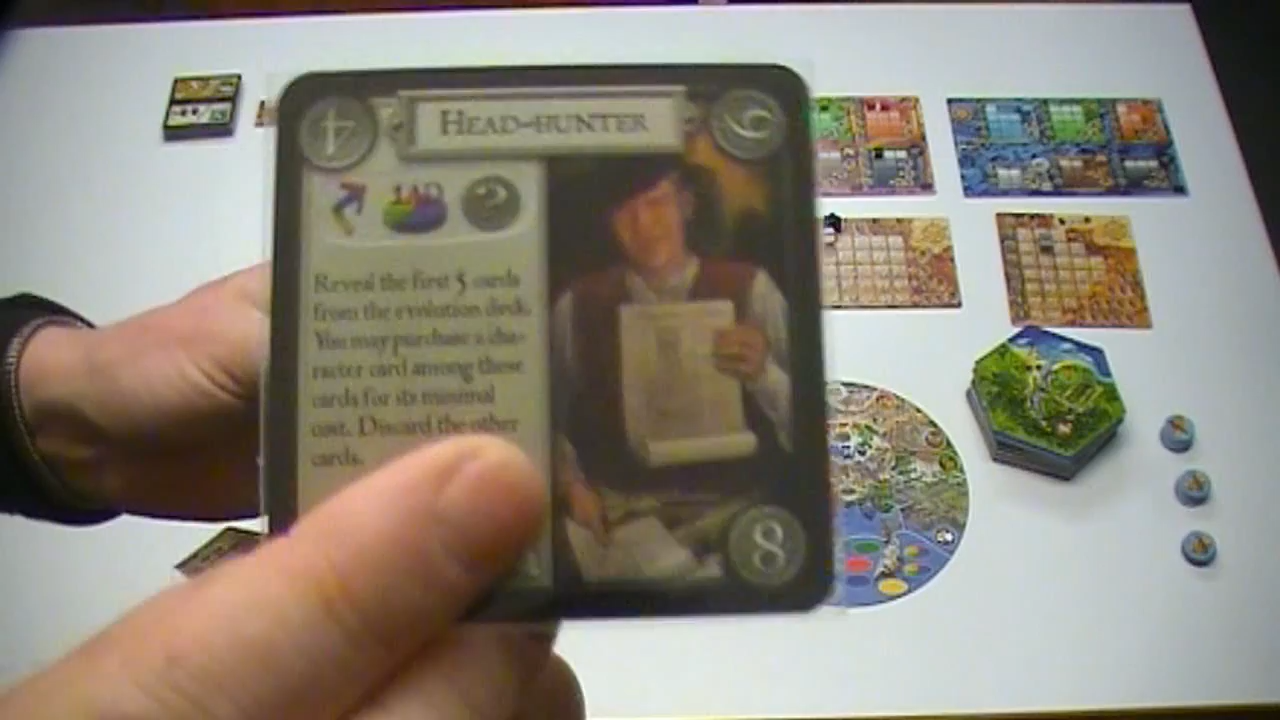 4
HEAD-HUNTER
Reveal the first 5 cards
from the evolution deck.
You may purchase a cha-
racter card among these
cards for its minimal
cost. Discard the other
cards.
8